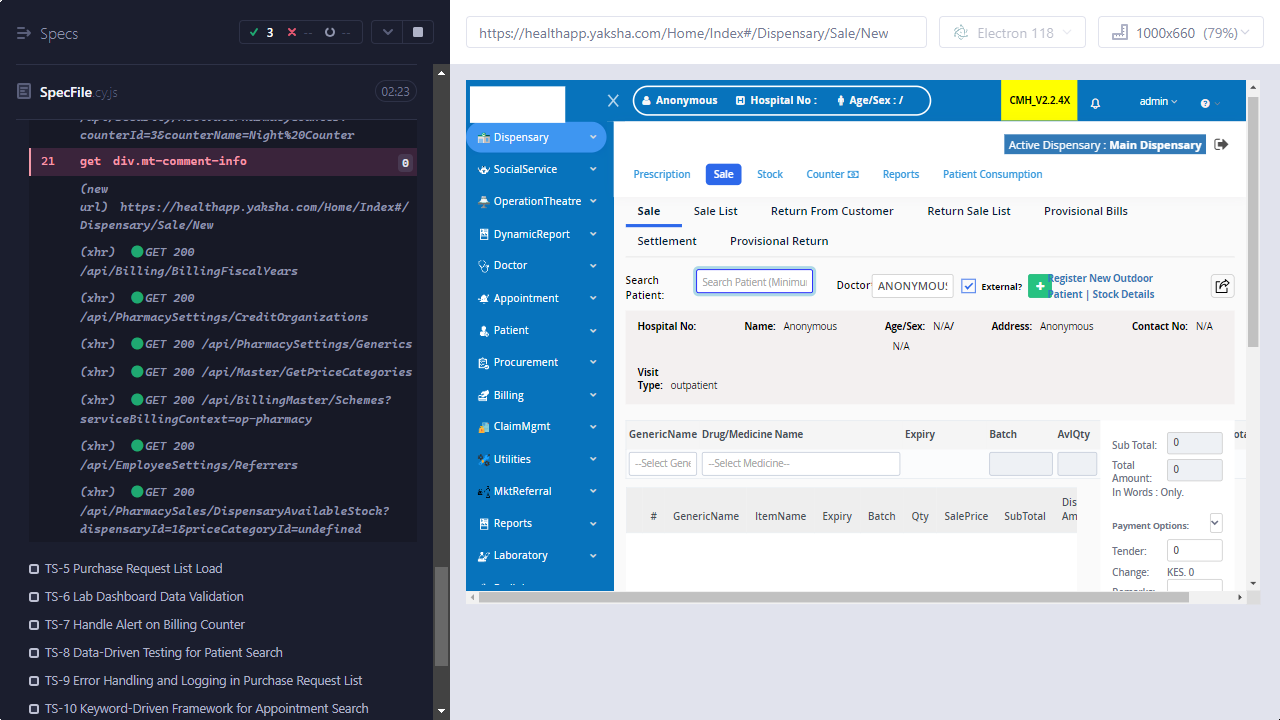 Specs
3
--
--
SpecFile.cy.js
02:23
counterId=3&counterName=Night%20Counter
21 get div.mt-comment-info
0
(new
url) https://healthapp.yaksha.com/Home/Index#/
Dispensary/Sale/New
(xhr) GET 200
/api/Billing/BillingFiscalYears
(xhr) GET 200
/api/PharmacySettings/CreditOrganizations
(xhr) GET 200 /api/PharmacySettings/Generics
(xhr) GET 200 /api/Master/GetPriceCategories
(xhr) GET 200 /api/BillingMaster/Schemes?
serviceBillingContext=op-pharmacy
(xhr) GET 200
/api/EmployeeSettings/Referrers
(xhr) GET 200
/api/PharmacySales/DispensaryAvailableStock?
dispensaryId=1&priceCategoryId=undefined
TS-5 Purchase Request List Load
TS-6 Lab Dashboard Data Validation
TS-7 Handle Alert on Billing Counter
TS-8 Data-Driven Testing for Patient Search
TS-9 Error Handling and Logging in Purchase Request List
TS-10 Keyword-Driven Framework for Appointment Search
https://healthapp.yaksha.com/Home/Index#/Dispensary/Sale/New
Electron 118
1000x660 (79%)
Anonymous
Hospital No :
Age/Sex : /
CMH_V2.2.4X
admin
Dispensary
SocialService
OperationTheatre
DynamicReport
Doctor
Appointment
Patient
Procurement
Billing
ClaimMgmt
Utilities
MktReferral
Reports
Laboratory
Active Dispensary : Main Dispensary
Prescription
Sale
Stock
Counter
Reports
Patient Consumption
Sale
Sale List
Return From Customer
Return Sale List
Provisional Bills
Settlement
Provisional Return
Search
Patient:
Search Patient (Minimu
Doctor
ANONYMOUS
External?
+
Register New Outdoor
Patient | Stock Details
Hospital No:
Name: Anonymous
Age/Sex: N/A/
N/A
Address: Anonymous
Contact No: N/A
Visit
Type: outpatient
GenericName
Drug/Medicine Name
Expiry
Batch
AvlQty
--Select Gene
--Select Medicine--
#
GenericName
ItemName
Expiry
Batch
Qty
SalePrice
SubTotal
Dis
Am
Sub Total:
0
Total
Amount:
0
In Words : Only.
Payment Options:
Tender:
0
Change:
KES. 0
Remarks: